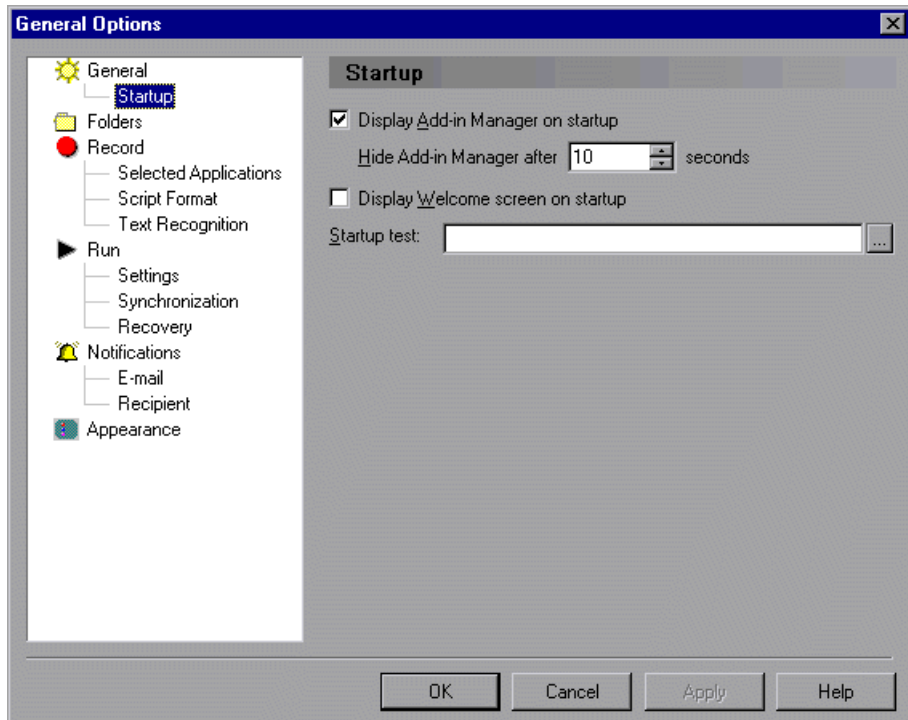 General Options
General
Startup
Folders
Record
Selected Applications
Script Format
Text Recognition
Run
Settings
Synchronization
Recovery
Notifications
E-mail
Recipient
Appearance
Startup
Display Add-in Manager on startup
Hide Add-in Manager after 10 seconds
Display Welcome screen on startup
Startup test: ...
OK Cancel Apply Help